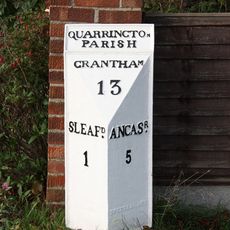 QUARRINGTON
PARISH
GRANTHAM
13
SLEAFD. ANCASR.
1 5